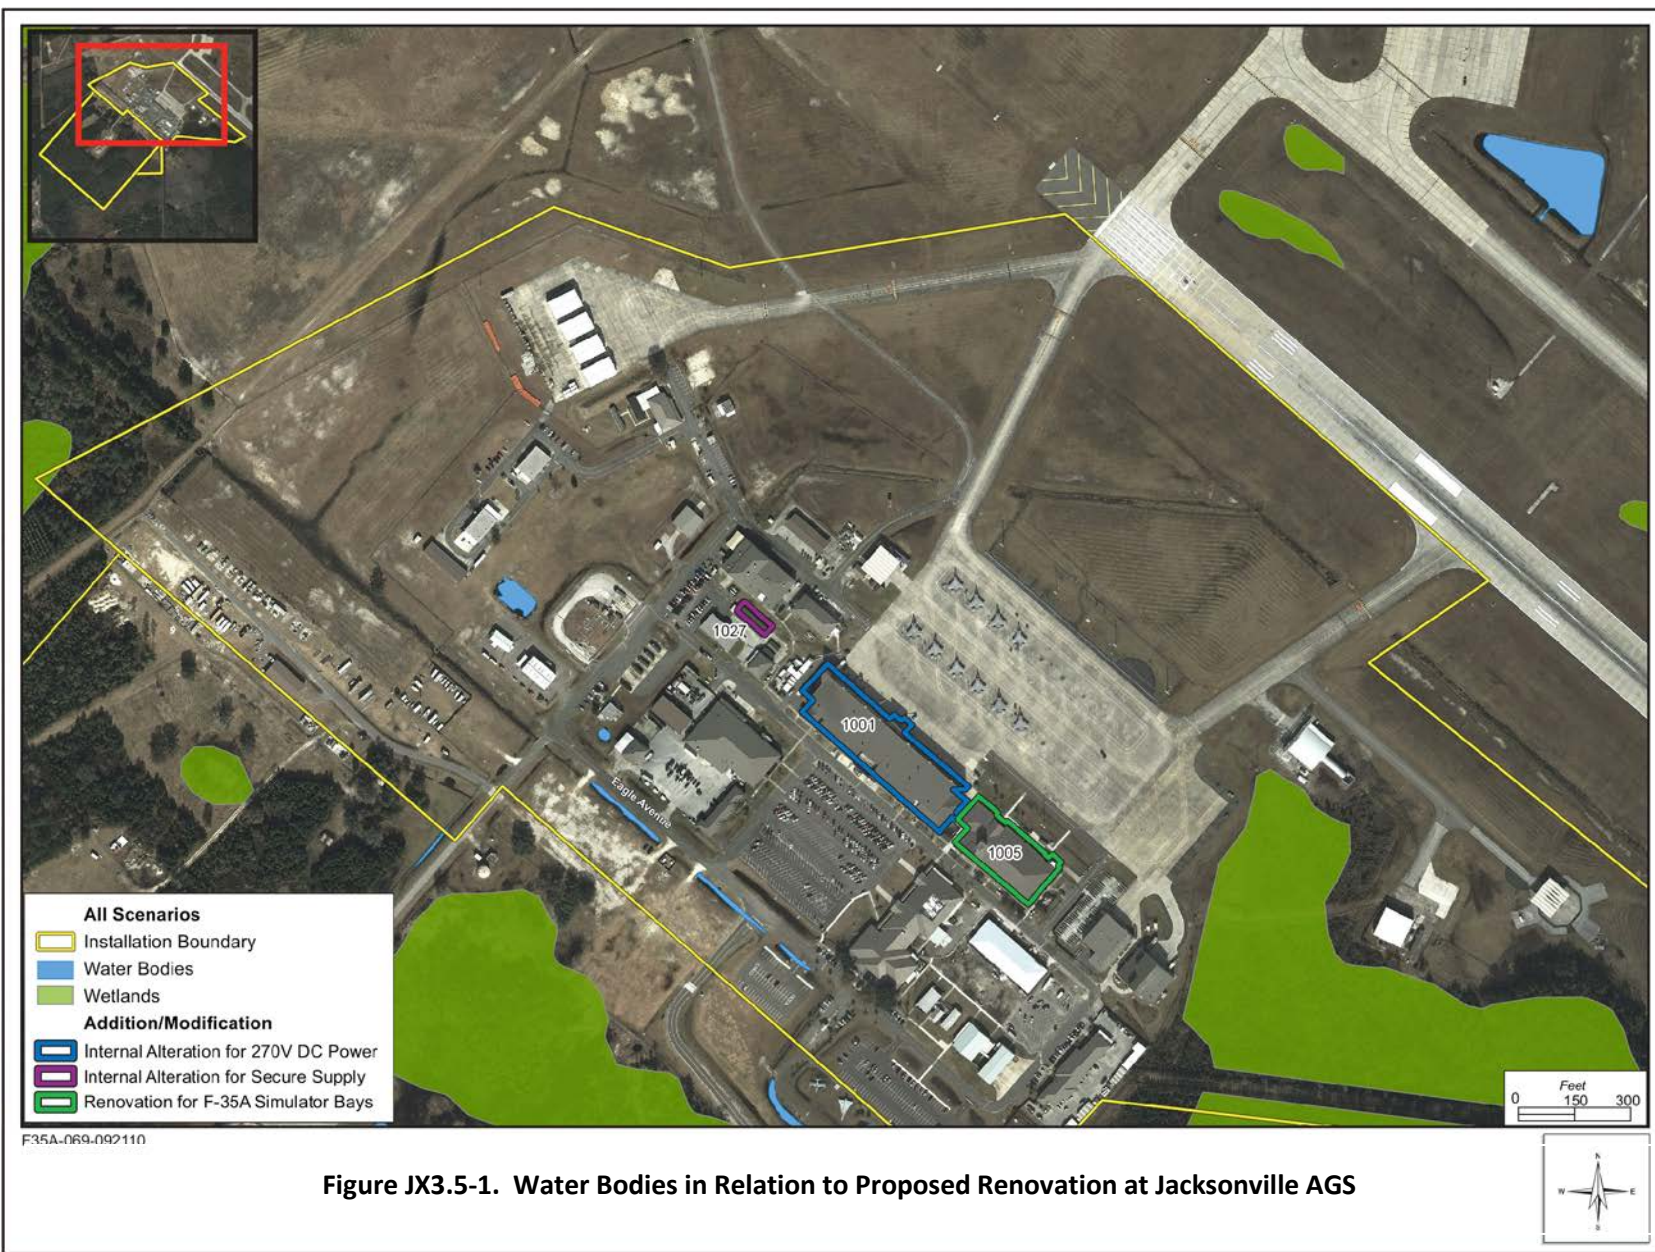 1027
1001
1005
Eagle Avenue
All Scenarios
Installation Boundary
Water Bodies
Wetlands
Addition/Modification
Internal Alteration for 270V DC Power
Internal Alteration for Secure Supply
Renovation for F-35A Simulator Bays
Feet
0 150 300
F35A-069-092110
Figure JX3.5-1. Water Bodies in Relation to Proposed Renovation at Jacksonville AGS
N
W E
S